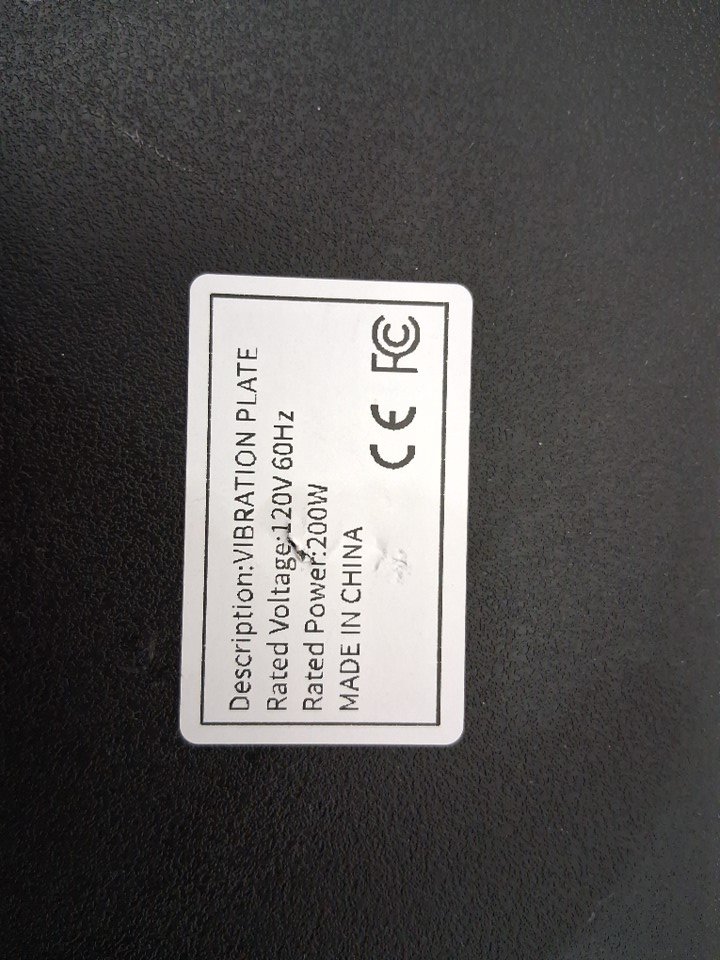 Description:VIBRATION PLATE
Rated Voltage:120V 60Hz
Rated Power:200W
MADE IN CHINA
CE FC